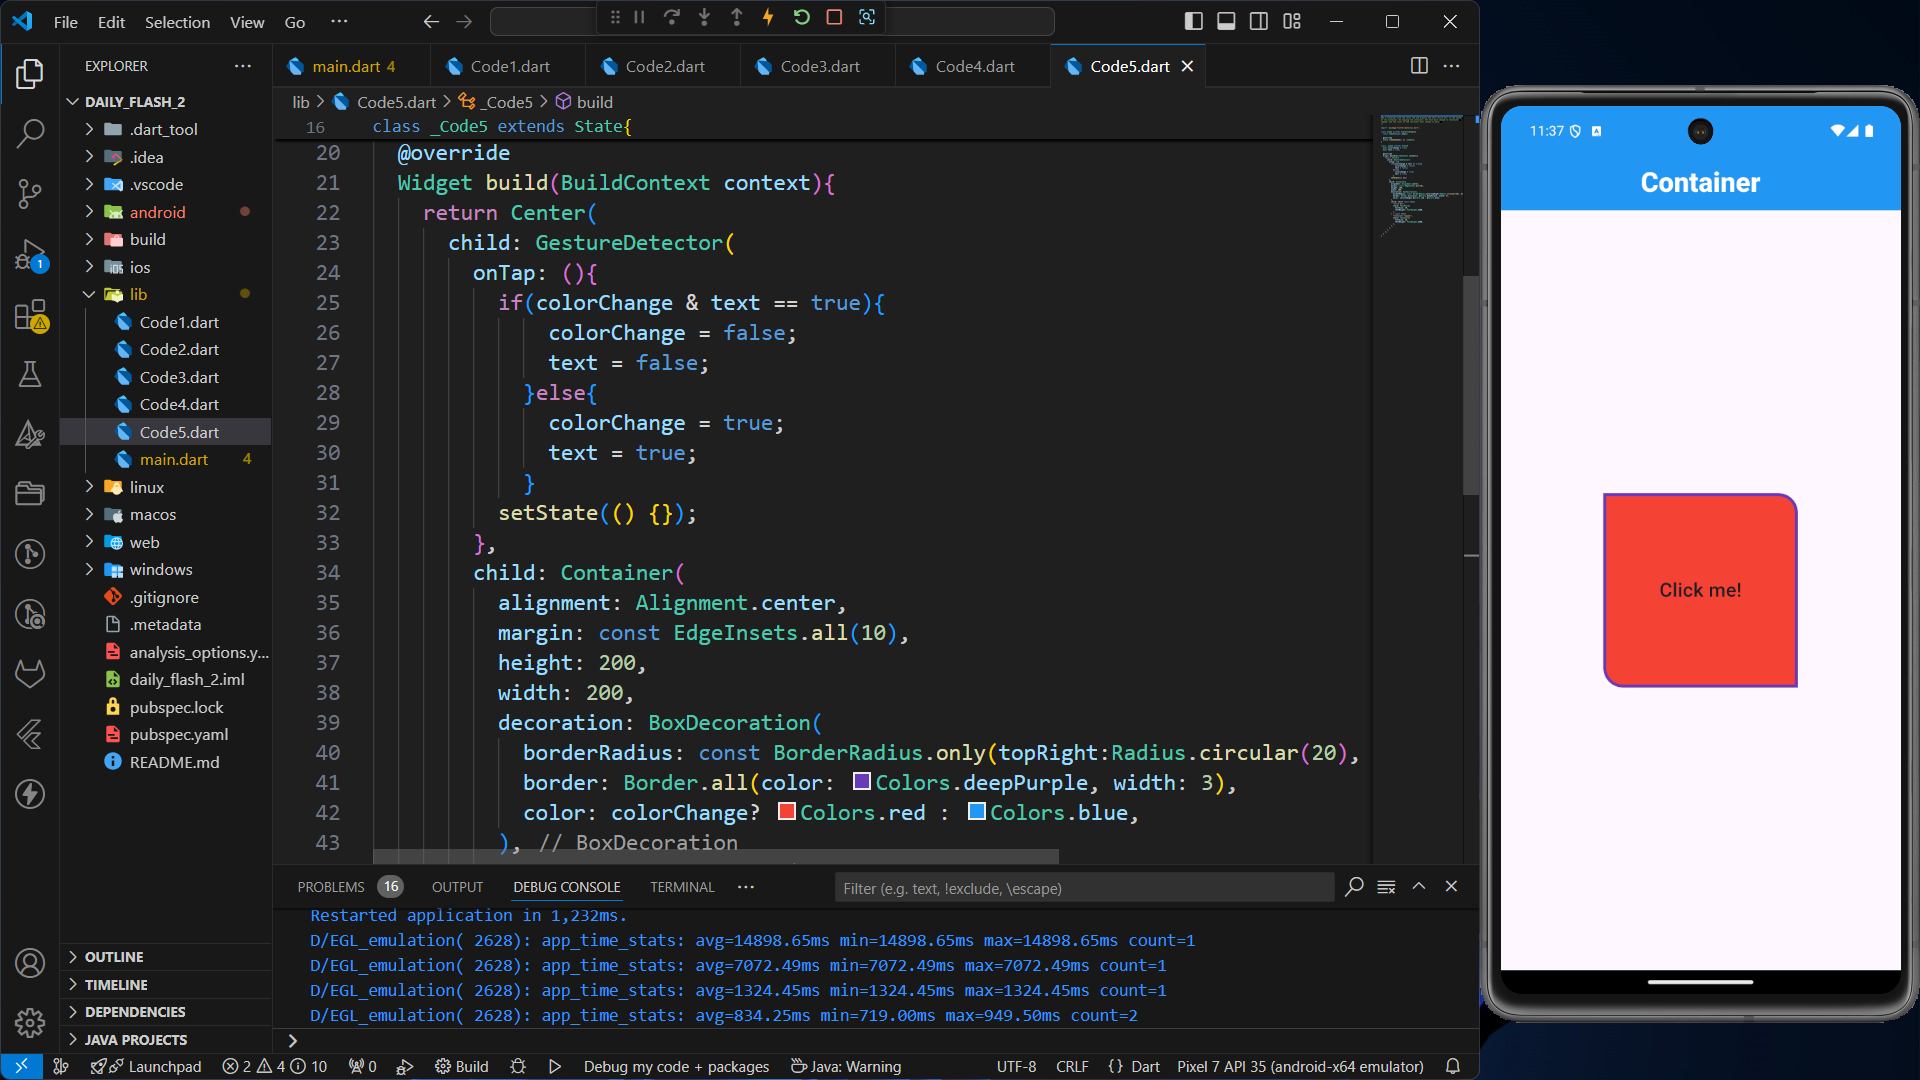 File Edit Selection View Go ···
EXPLORER ···
DAILY_FLASH_2
.dart_tool
.idea
.vscode
android
build
ios
lib
Code1.dart
Code2.dart
Code3.dart
Code4.dart
Code5.dart
main.dart 4
linux
macos
web
windows
.gitignore
.metadata
analysis_options.y...
daily_flash_2.iml
pubspec.lock
pubspec.yaml
README.md
OUTLINE
TIMELINE
DEPENDENCIES
JAVA PROJECTS
1
main.dart 4 Code1.dart Code2.dart Code3.dart Code4.dart Code5.dart
lib > Code5.dart > _Code5 > build
16 class _Code5 extends State{
20 @override
21 Widget build(BuildContext context){
22 return Center(
23 child: GestureDetector(
24 onTap: (){
25 if(colorChange & text == true){
26 colorChange = false;
27 text = false;
28 }else{
29 colorChange = true;
30 text = true;
31 }
32 setState(() {});
33 },
34 child: Container(
35 alignment: Alignment.center,
36 margin: const EdgeInsets.all(10),
37 height: 200,
38 width: 200,
39 decoration: BoxDecoration(
40 borderRadius: const BorderRadius.only(topRight:Radius.circular(20),
41 border: Border.all(color: Colors.deepPurple, width: 3),
42 color: colorChange? Colors.red : Colors.blue,
43 ), // BoxDecoration
PROBLEMS 16 OUTPUT DEBUG CONSOLE TERMINAL ··· Filter (e.g. text, !exclude, \escape)
Restarted application in 1,232ms.
D/EGL_emulation( 2628): app_time_stats: avg=14898.65ms min=14898.65ms max=14898.65ms count=1
D/EGL_emulation( 2628): app_time_stats: avg=7072.49ms min=7072.49ms max=7072.49ms count=1
D/EGL_emulation( 2628): app_time_stats: avg=1324.45ms min=1324.45ms max=1324.45ms count=1
D/EGL_emulation( 2628): app_time_stats: avg=834.25ms min=719.00ms max=949.50ms count=2
>
Launchpad 2 4 10 0 Build Debug my code + packages Java: Warning UTF-8 CRLF {} Dart Pixel 7 API 35 (android-x64 emulator)
11:37
Container
Click me!